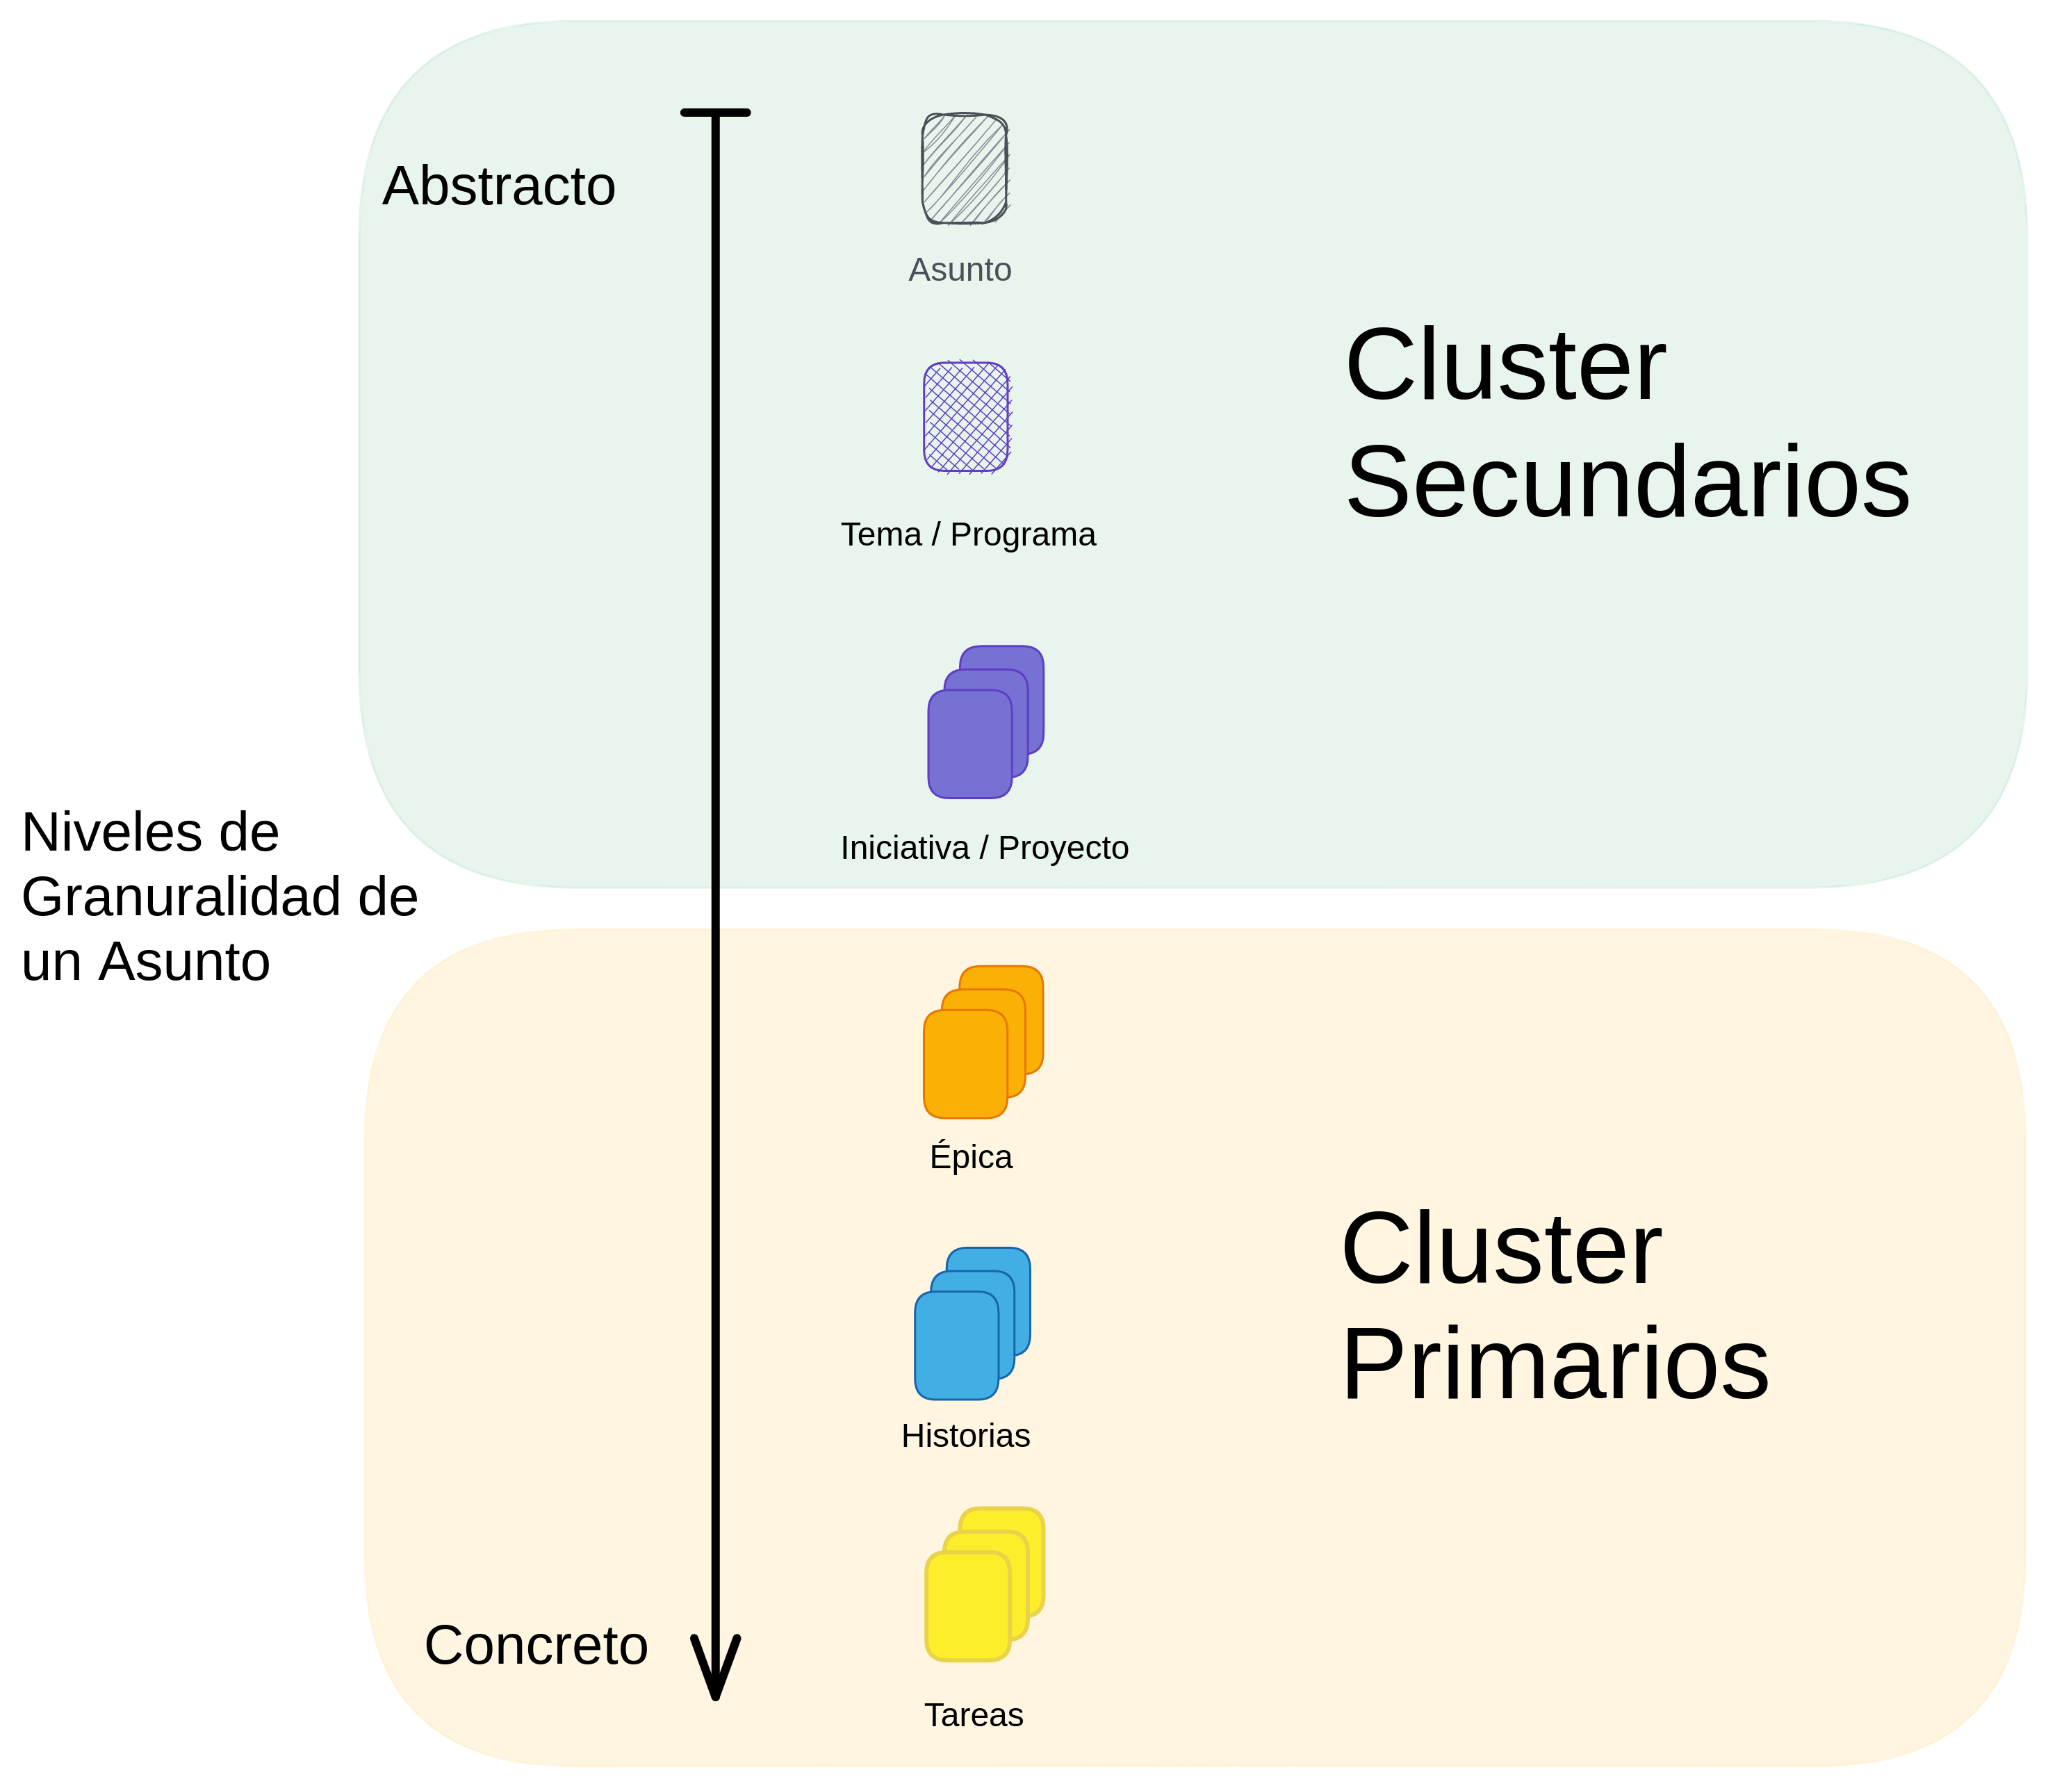 Abstracto
Asunto
Cluster
Secundarios
Tema / Programa
Iniciativa / Proyecto
Niveles de
Granuralidad de
un Asunto
Épica
Cluster
Primarios
Historias
Concreto
Tareas